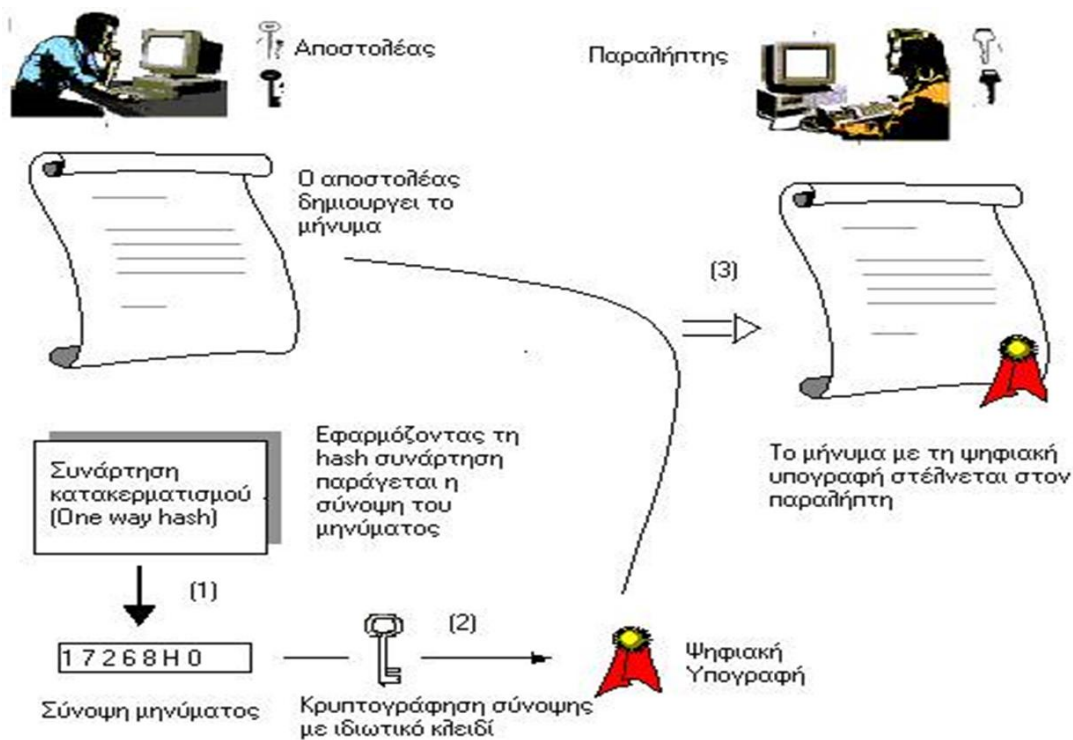 Αποστολέας
Παραλήπτης
Ο αποστολέας
δημιουργει το
μήνυμα
(3)
Συνάρτηση
κατακερματισμού
(One way hash)
Εφαρμόζοντας τη
hash συνάρτηση
παράγεται η
σύνοψη του
μηνύματος
Το μήνυμα με τη ψηφιακή
υπογραφή στέλνεται στον
παραλήπτη
(1)
17268H0
(2)
Ψηφιακή
Υπογραφή
Σύνοψη μηνύματος
Κρυπτογράφηση σύνοψης
με ιδιωτικό κλειδί